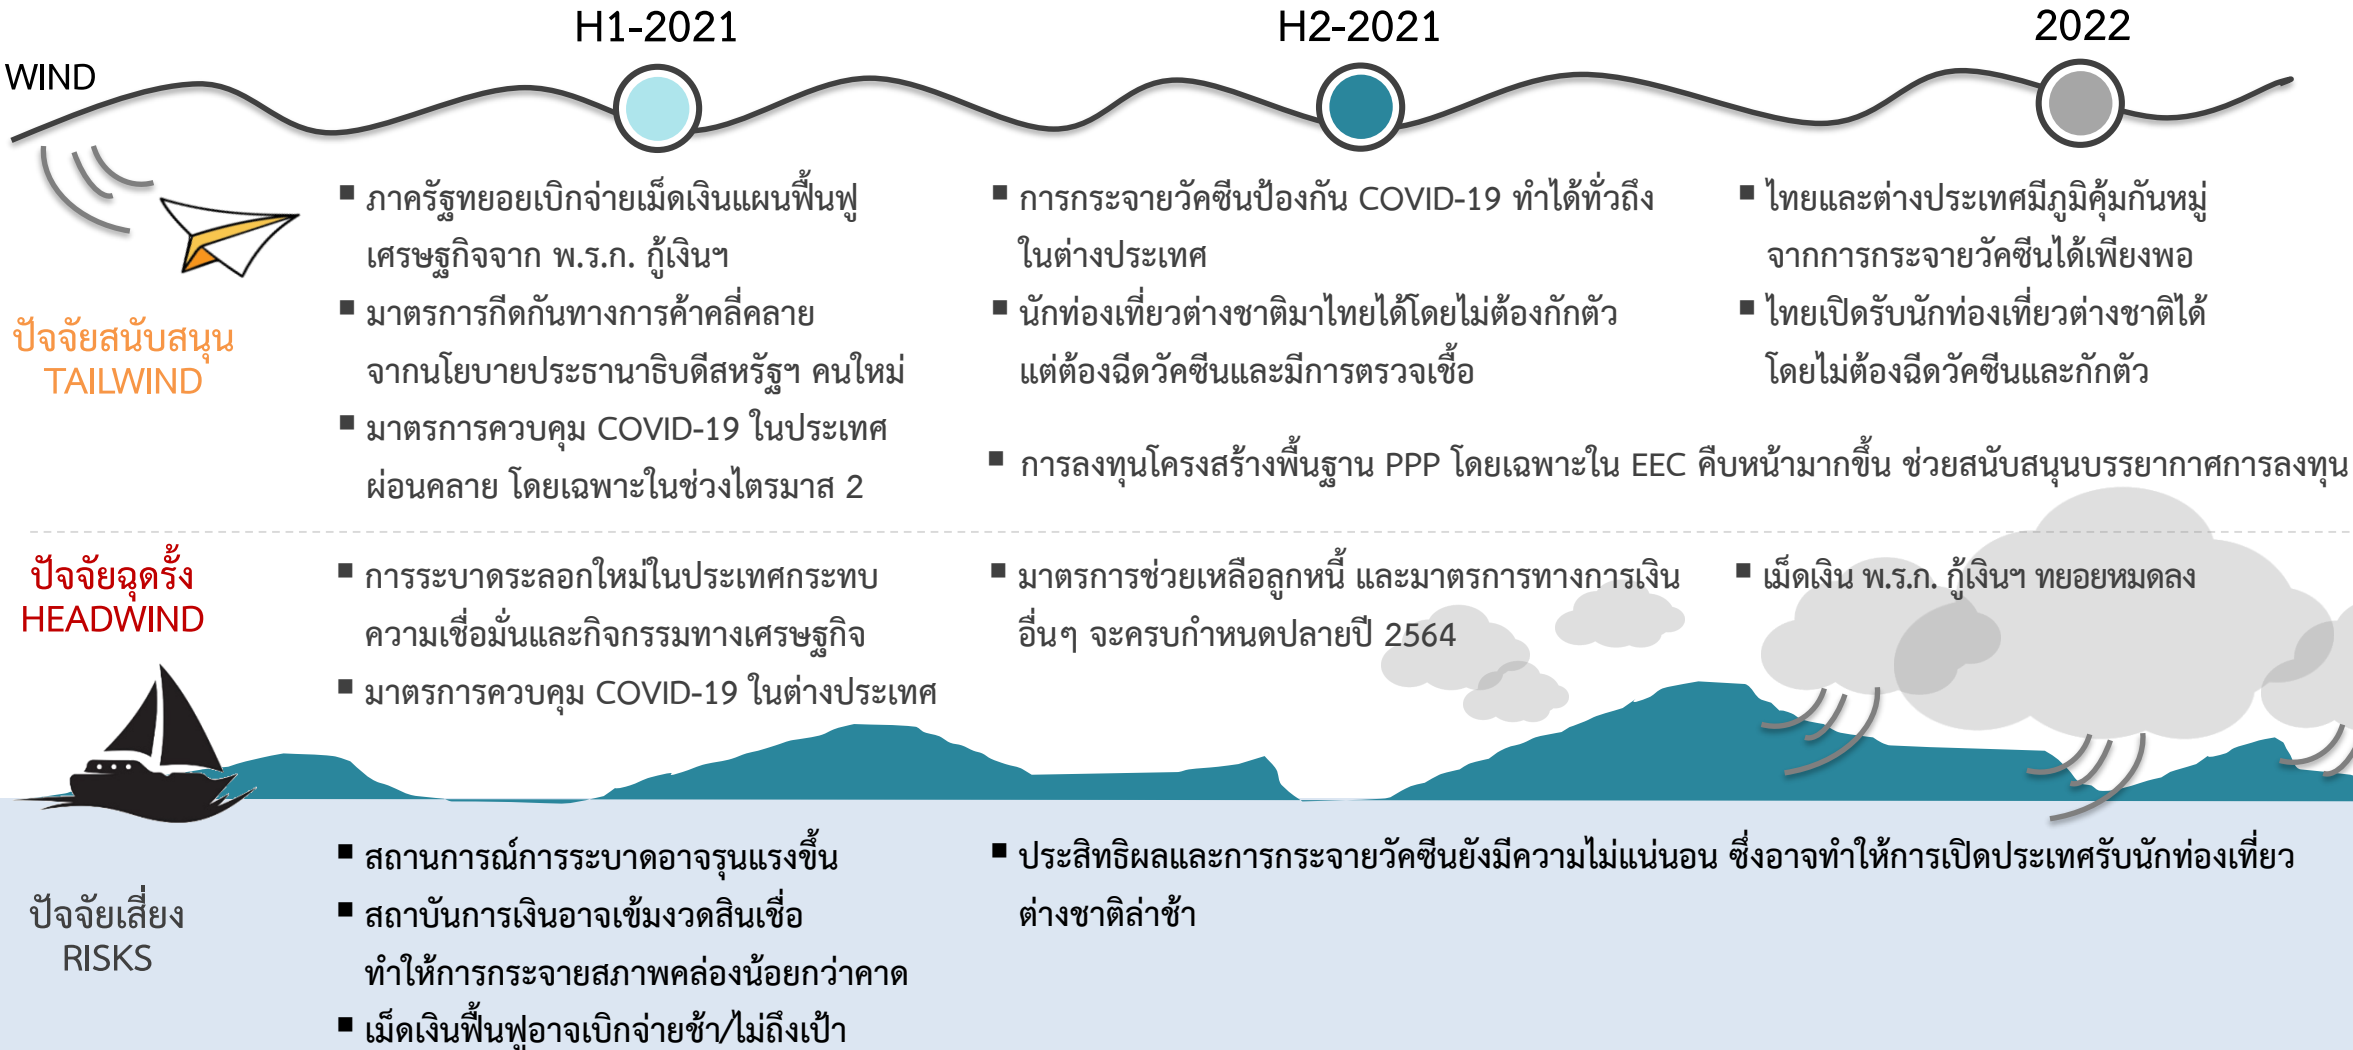 H1-2021
H2-2021
2022
WIND
ปัจจัยสนับสนุน
TAILWIND
▪ ภาครัฐทยอยเบิกจ่ายเม็ดเงินแผนฟื้นฟู
เศรษฐกิจจาก พ.ร.ก. กู้เงินฯ
▪ มาตรการกีดกันทางการค้าคลี่คลาย
จากนโยบายประธานาธิบดีสหรัฐฯ คนใหม่
▪ มาตรการควบคุม COVID-19 ในประเทศ
ผ่อนคลาย โดยเฉพาะในช่วงไตรมาส 2
▪ การกระจายวัคซีนป้องกัน COVID-19 ทำได้ทั่วถึง
ในต่างประเทศ
▪ นักท่องเที่ยวต่างชาติมาไทยได้โดยไม่ต้องกักตัว
แต่ต้องฉีดวัคซีนและมีการตรวจเชื้อ
▪ ไทยและต่างประเทศมีภูมิคุ้มกันหมู่
จากการกระจายวัคซีนได้เพียงพอ
▪ ไทยเปิดรับนักท่องเที่ยวต่างชาติได้
โดยไม่ต้องฉีดวัคซีนและกักตัว
▪ การลงทุนโครงสร้างพื้นฐาน PPP โดยเฉพาะใน EEC คืบหน้ามากขึ้น ช่วยสนับสนุนบรรยากาศการลงทุน
ปัจจัยฉุดรั้ง
HEADWIND
▪ การระบาดระลอกใหม่ในประเทศกระทบ
ความเชื่อมั่นและกิจกรรมทางเศรษฐกิจ
▪ มาตรการควบคุม COVID-19 ในต่างประเทศ
▪ มาตรการช่วยเหลือลูกหนี้ และมาตรการทางการเงิน
อื่นๆ จะครบกำหนดปลายปี 2564
▪ เม็ดเงิน พ.ร.ก. กู้เงินฯ ทยอยหมดลง
ปัจจัยเสี่ยง
RISKS
▪ สถานการณ์การระบาดอาจรุนแรงขึ้น
▪ สถาบันการเงินอาจเข้มงวดสินเชื่อ
ทำให้การกระจายสภาพคล่องน้อยกว่าคาด
▪ เม็ดเงินฟื้นฟูอาจเบิกจ่ายช้า/ไม่ถึงเป้า
▪ ประสิทธิผลและการกระจายวัคซีนยังมีความไม่แน่นอน ซึ่งอาจทำให้การเปิดประเทศรับนักท่องเที่ยว
ต่างชาติล่าช้า